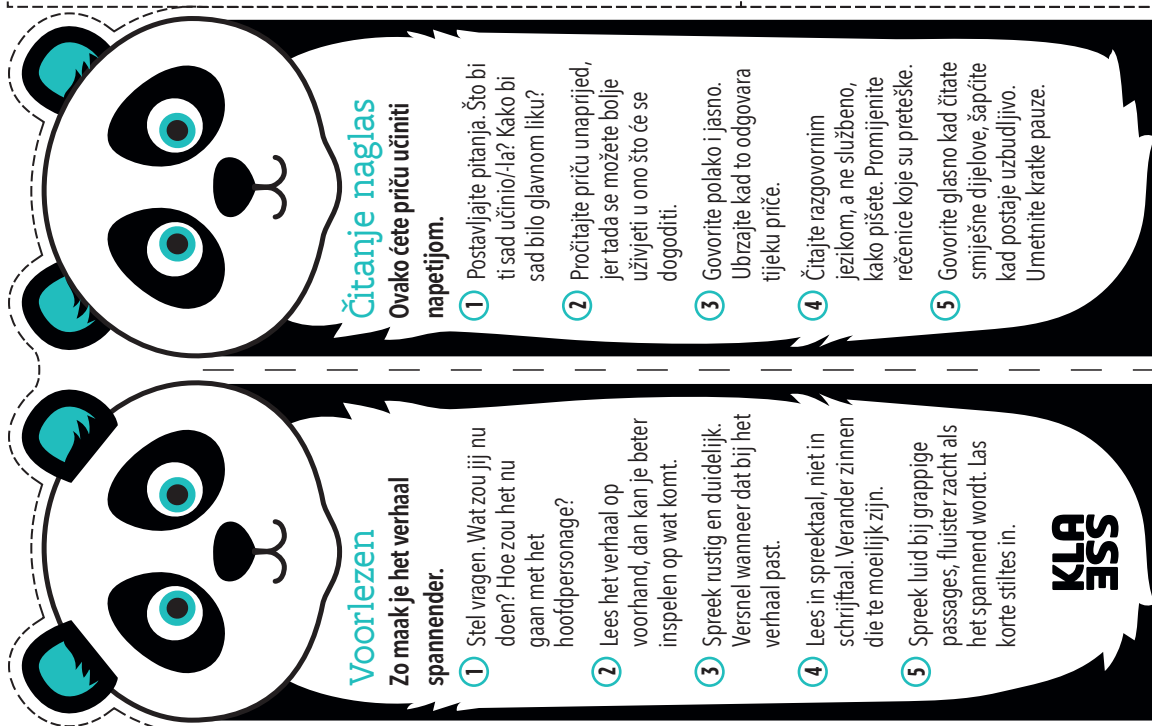 Čitanje naglas
Ovako ćete priču učiniti
napetijom.
1 Postavljajte pitanja. Što bi
ti sad učinio/-la? Kako bi
sad bilo glavnom liku?
2 Pročitajte priču unaprijed,
jer tada se možete bolje
uživjeti u ono što će se
dogoditi.
3 Govorite polako i jasno.
Ubrzajte kad to odgovara
tijeku priče.
4 Čitajte razgovornim
jezikom, a ne službeno,
kako pišete. Promijenite
rečenice koje su preteške.
5 Govorite glasno kad čitate
smiješne dijelove, šapćite
kad postaje uzbudljivo.
Umetnite kratke pauze.
Voorlezen
Zo maak je het verhaal
spannender.
1 Stel vragen. Wat zou jij nu
doen? Hoe zou het nu
gaan met het
hoofdpersonage?
2 Lees het verhaal op
voorhand, dan kan je beter
inspelen op wat komt.
3 Spreek rustig en duidelijk.
Versnel wanneer dat bij het
verhaal past.
4 Lees in spreektaal, niet in
schrijftaal. Verander zinnen
die te moeilijk zijn.
5 Spreek luid bij grappige
passages, fluister zacht als
het spannend wordt. Las
korte stiltes in.
KLA
SSE